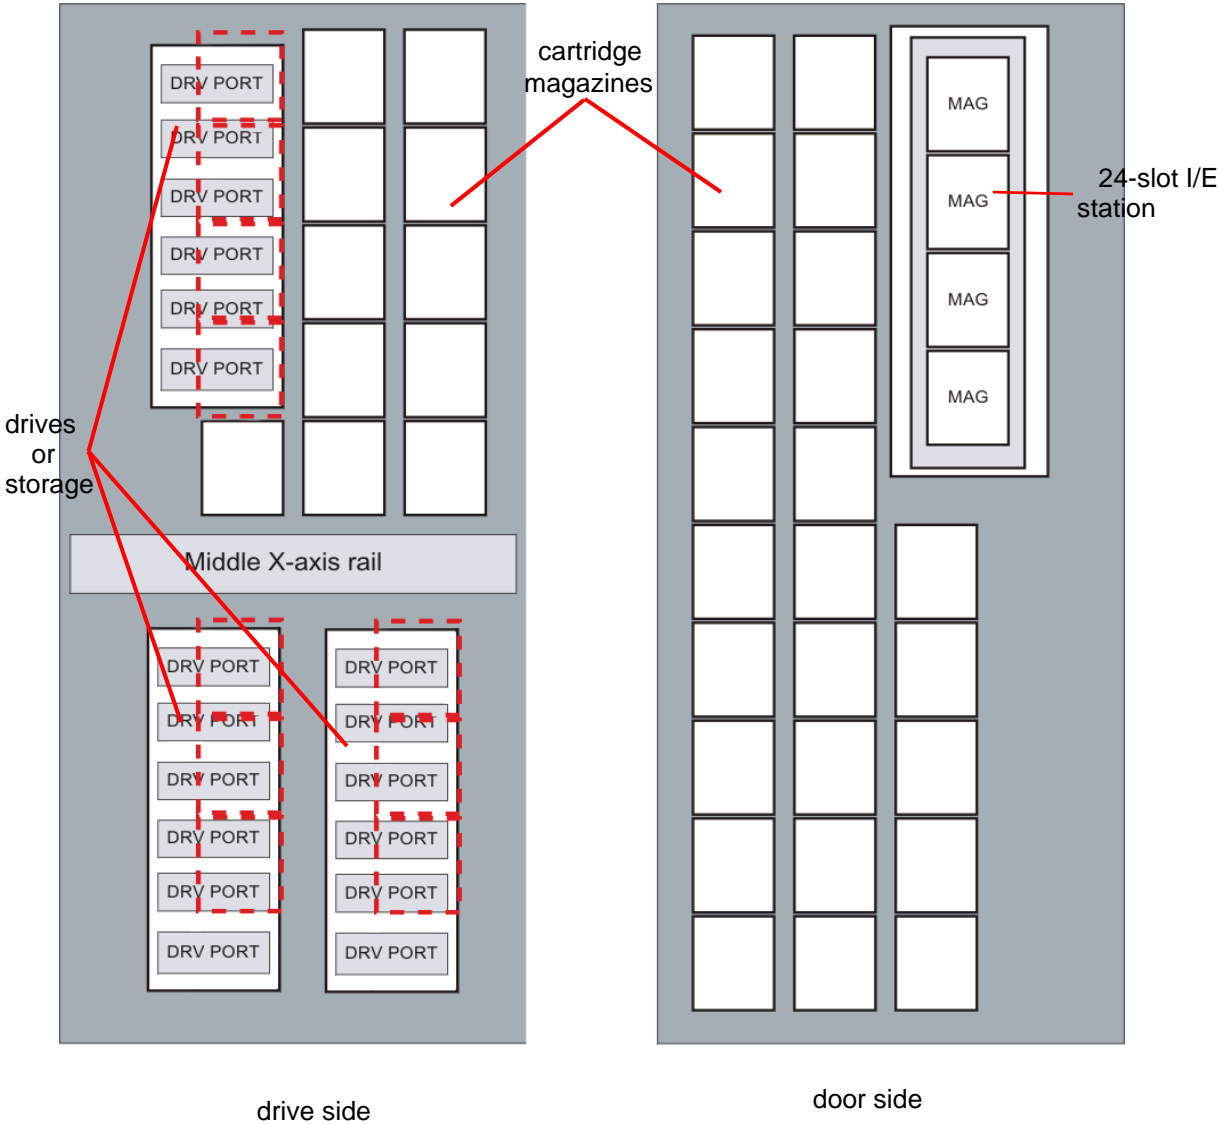 cartridge
magazines
DRV PORT
DRV PORT
DRV PORT
DRV PORT
DRV PORT
DRV PORT
MAG
MAG
MAG
MAG
24-slot I/E
station
drives
or
storage
Middle X-axis rail
DRV PORT
DRV PORT
DRV PORT
DRV PORT
DRV PORT
DRV PORT
DRV PORT
DRV PORT
DRV PORT
DRV PORT
DRV PORT
DRV PORT
drive side
door side